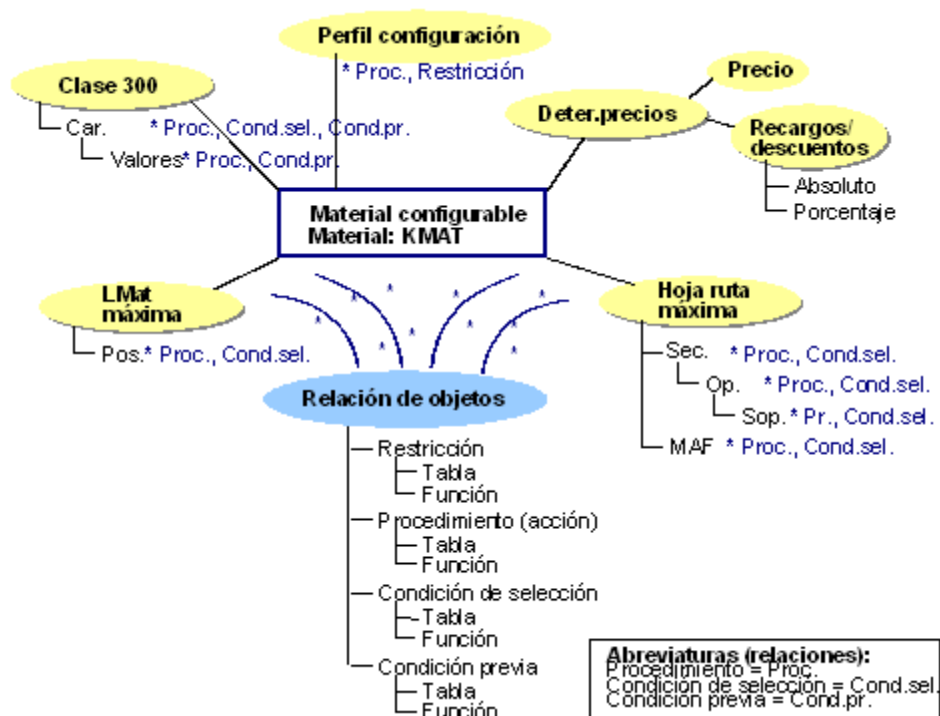 Perfil configuración
* Proc., Restricción
Clase 300
Car. * Proc., Cond.sel., Cond.pr.
Valores* Proc., Cond.pr.
Precio
Deter.precios
Recargos/
descuentos
Absoluto
Porcentaje
Material configurable
Material: KMAT
LMat
máxima
Pos.* Proc., Cond.sel.
Hoja ruta
máxima
Sec. * Proc., Cond.sel.
Op. * Proc., Cond.sel.
Sop.* Pr., Cond.sel.
MAF * Proc., Cond.sel.
* * * * * * * * * *
Relación de objetos
Restricción
Tabla
Función
Procedimiento (acción)
Tabla
Función
Condición de selección
Tabla
Función
Condición previa
Tabla
Función
Abreviaturas (relaciones):
Procedimiento = Proc.
Condición de selección = Cond.sel.
Condición previa = Cond.pr.